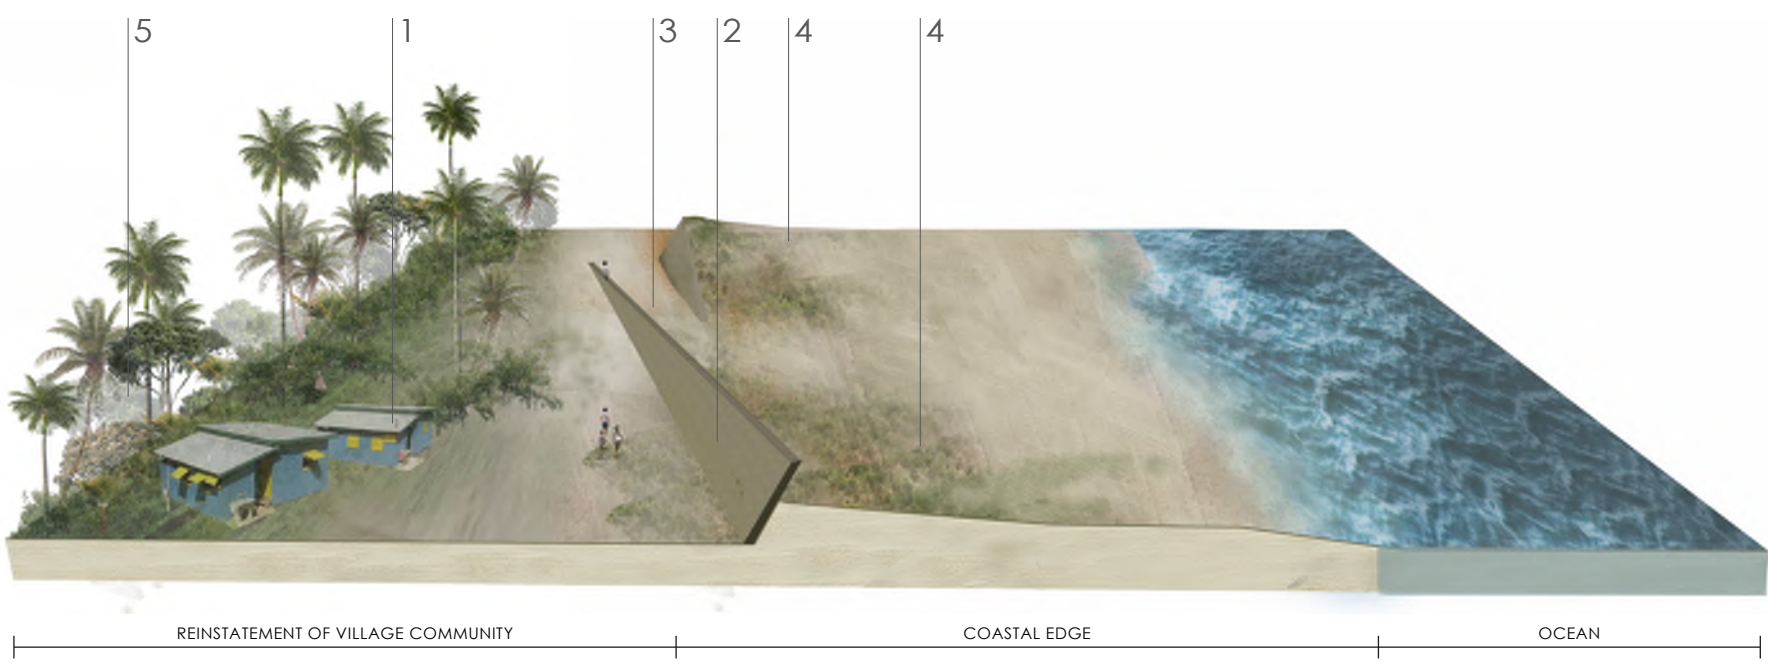 5 1 3 2 4 4
REINSTATEMENT OF VILLAGE COMMUNITY COASTAL EDGE OCEAN